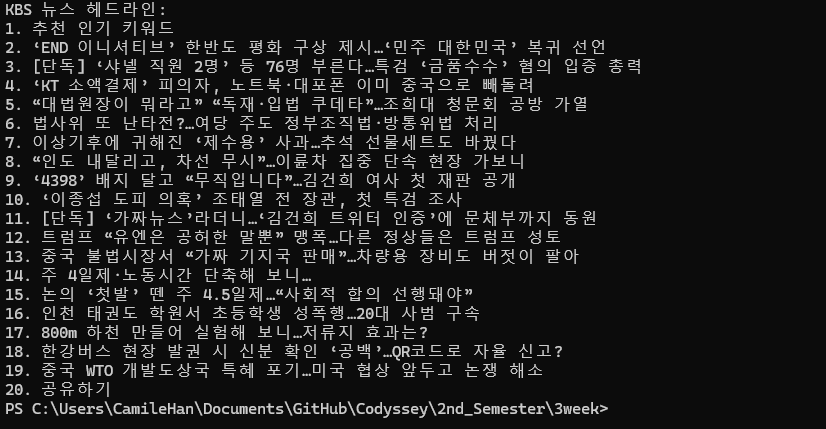 KBS 뉴스 헤드라인:
1. 추천 인기 키워드
2. ‘END 이니셔티브’ 한반도 평화 구상 제시…‘민주 대한민국’ 복귀 선언
3. [단독] ‘샤넬 직원 2명’ 등 76명 부른다…특검 ‘금품수수’ 혐의 입증 총력
4. ‘KT 소액결제’ 피의자, 노트북·대포폰 이미 중국으로 빼돌려
5. “대법원장이 뭐라고” “독재·입법 쿠데타”…조희대 청문회 공방 가열
6. 법사위 또 난타전?…여당 주도 정부조직법·방통위법 처리
7. 이상기후에 귀해진 ‘제수용’ 사과…추석 선물세트도 바꿨다
8. “인도 내달리고, 차선 무시”…이륜차 집중 단속 현장 가보니
9. ‘4398’ 배지 달고 “무직입니다”…김건희 여사 첫 재판 공개
10. ‘이종섭 도피 의혹’ 조태열 전 장관, 첫 특검 조사
11. [단독] ‘가짜뉴스’라더니…‘김건희 트위터 인증’에 문체부까지 동원
12. 트럼프 “유엔은 공허한 말뿐” 맹폭…다른 정상들은 트럼프 성토
13. 중국 불법시장서 “가짜 기지국 판매”…차량용 장비도 버젓이 팔아
14. 주 4일제·노동시간 단축해 보니…
15. 논의 ‘첫발’ 뗀 주 4.5일제…“사회적 합의 선행돼야”
16. 인천 태권도 학원서 초등학생 성폭행…20대 사범 구속
17. 800m 하천 만들어 실험해 보니…저류지 효과는?
18. 한강버스 현장 발권 시 신분 확인 ‘공백’…QR코드로 자율 신고?
19. 중국 WTO 개발도상국 특혜 포기…미국 협상 앞두고 논쟁 해소
20. 공유하기
PS C:\Users\CamileHan\Documents\GitHub\Codyssey\2nd_Semester\3week>